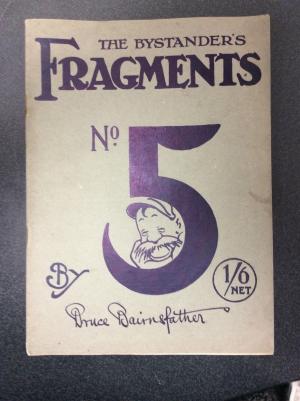 THE BYSTANDER'S
FRAGMENTS
No
5
By
1/6
NET
Bruce Bairnsfather